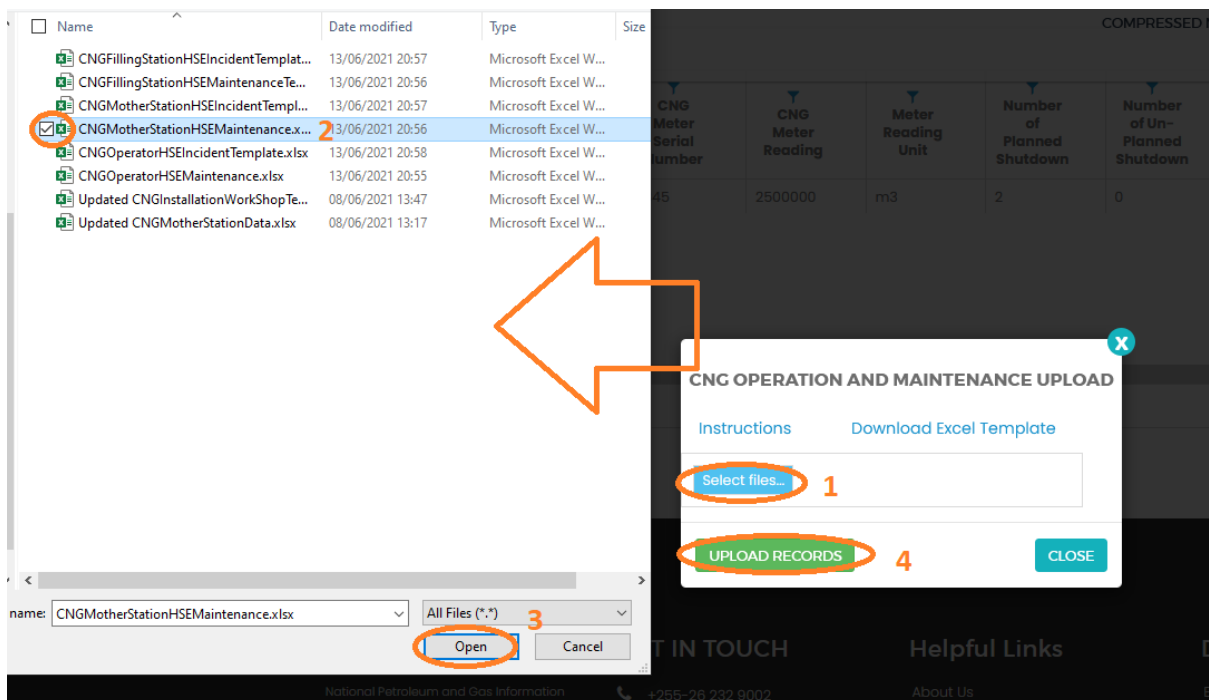 Name Date modified Type Size
CNGFillingStationHSEIncidentTemplat... 13/06/2021 20:57 Microsoft Excel W...
CNGFillingStationHSEMaintenanceTe... 13/06/2021 20:56 Microsoft Excel W...
CNGMotherStationHSEIncidentTempl... 13/06/2021 20:57 Microsoft Excel W...
CNGMotherStationHSEMaintenance.x... 2 13/06/2021 20:56 Microsoft Excel W...
CNGOperatorHSEIncidentTemplate.xlsx 13/06/2021 20:58 Microsoft Excel W...
CNGOperatorHSEMaintenance.xlsx 13/06/2021 20:55 Microsoft Excel W...
Updated CNGInstallationWorkShopTe... 08/06/2021 13:47 Microsoft Excel W...
Updated CNGMotherStationData.xlsx 08/06/2021 13:17 Microsoft Excel W...
name: CNGMotherStationHSEMaintenance.xlsx All Files (*.*)
3
Open Cancel
COMPRESSED
CNG
Meter
Serial
CNG
Meter
Reading
Meter
Reading
Unit
Number
of
Planned
Shutdown
Number
of Un-
Planned
Shutdown
45 2500000 m3 2 0
X
CNG OPERATION AND MAINTENANCE UPLOAD
Instructions Download Excel Template
Select files... 1
UPLOAD RECORDS 4 CLOSE
T IN TOUCH Helpful Links
National Petroleum and Gas Information +255-26 232 9002 About Us